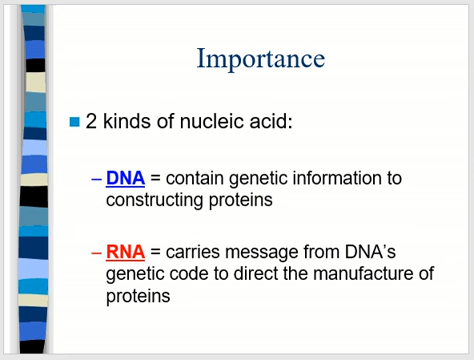 Importance
2 kinds of nucleic acid:
– DNA = contain genetic information to
constructing proteins
– RNA = carries message from DNA's
genetic code to direct the manufacture of
proteins